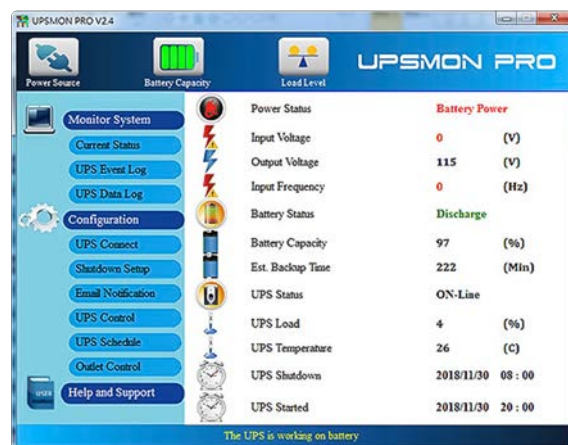 UPSMON PRO V2.4
Power Source
Battery Capacity
Load Level
UPSMON PRO
Monitor System
Current Status
UPS Event Log
UPS Data Log
Configuration
UPS Connect
Shutdown Setup
Email Notification
UPS Control
UPS Schedule
Outlet Control
Help and Support
Power Status Battery Power
Input Voltage 0 (V)
Output Voltage 115 (V)
Input Frequency 0 (Hz)
Battery Status Discharge
Battery Capacity 97 (%)
Est. Backup Time 222 (Min)
UPS Status ON-Line
UPS Load 4 (%)
UPS Temperature 26 (C)
UPS Shutdown 2018/11/30 08 : 00
UPS Started 2018/11/30 20 : 00
The UPS is working on battery